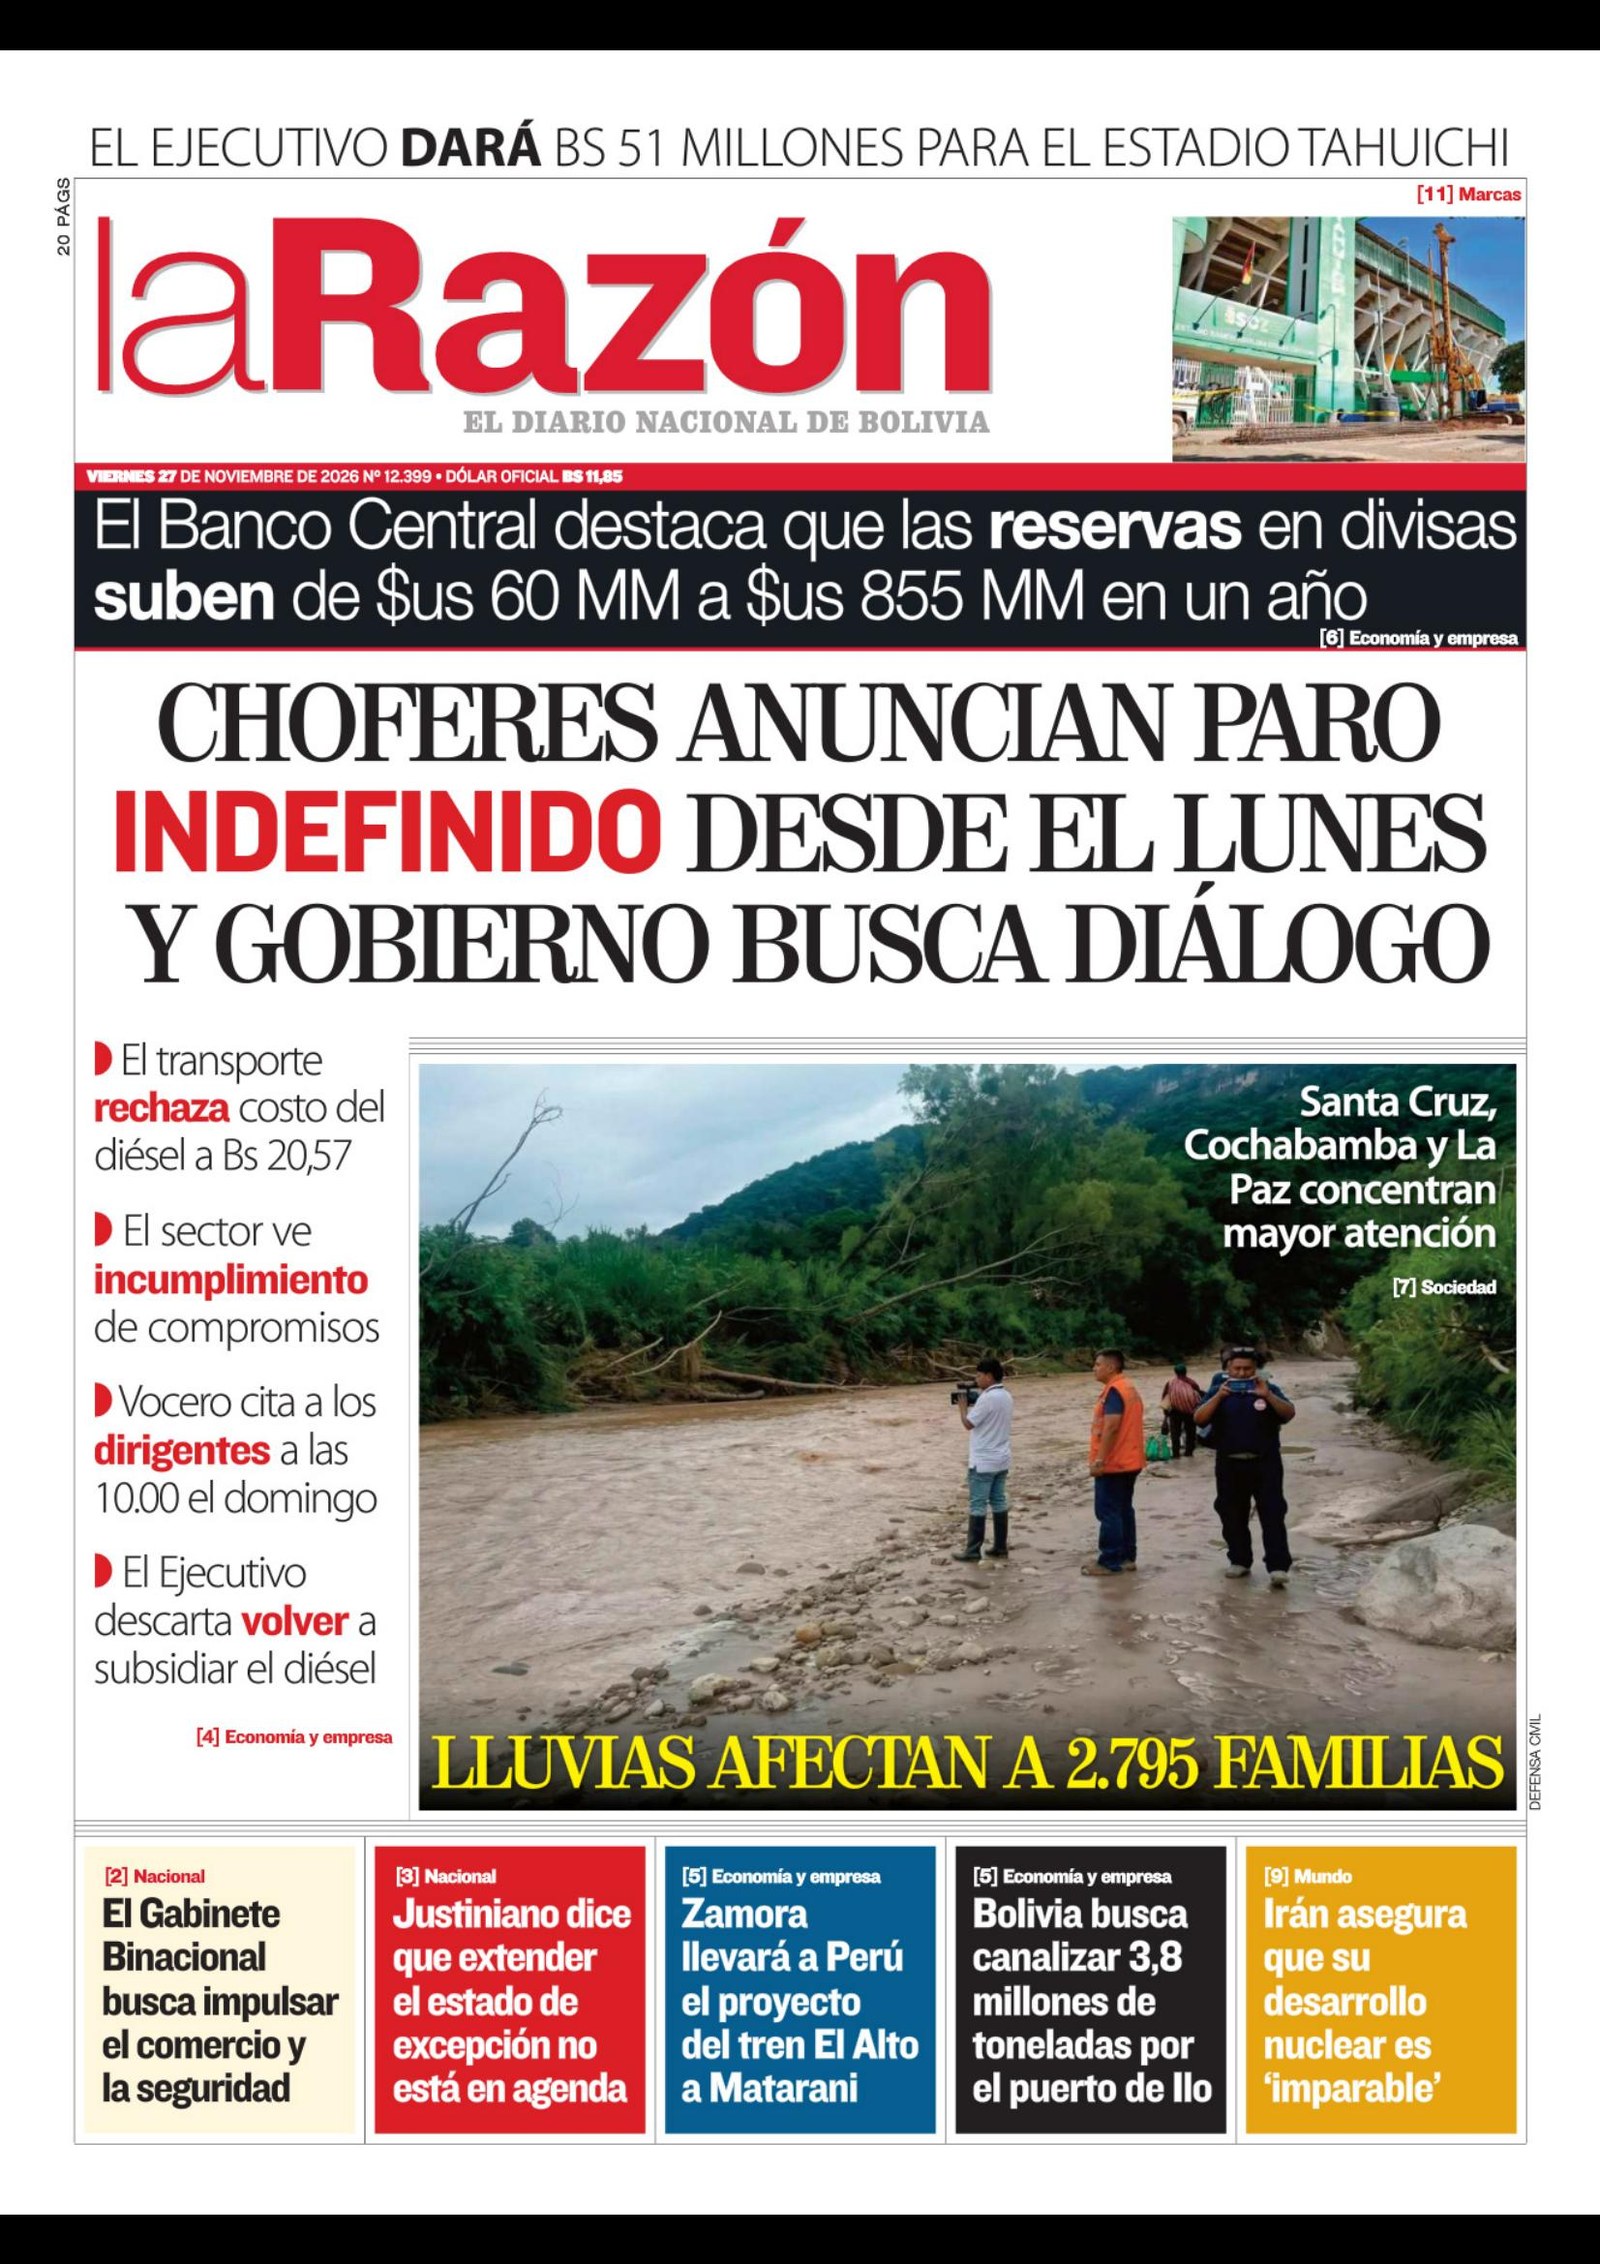 EL EJECUTIVO DARÁ BS 51 MILLONES PARA EL ESTADIO TAHUICHI
[11] Marcas
20 PÁGS
la Razón
EL DIARIO NACIONAL DE BOLIVIA
SCZ
VIERNES 27 DE NOVIEMBRE DE 2026 Nº 12.399 • DÓLAR OFICIAL BS 11,85
El Banco Central destaca que las reservas en divisas
suben de $us 60 MM a $us 855 MM en un año
[6] Economía y empresa
CHOFERES ANUNCIAN PARO
INDEFINIDO DESDE EL LUNES
Y GOBIERNO BUSCA DIÁLOGO
El transporte
rechaza costo del
diésel a Bs 20,57
El sector ve
incumplimiento
de compromisos
Vocero cita a los
dirigentes a las
10.00 el domingo
El Ejecutivo
descarta volver a
subsidiar el diésel
[4] Economía y empresa
Santa Cruz,
Cochabamba y La
Paz concentran
mayor atención
[7] Sociedad
LLUVIAS AFECTAN A 2.795 FAMILIAS
DEFENSA CIVIL
[2] Nacional
El Gabinete
Binacional
busca impulsar
el comercio y
la seguridad
[3] Nacional
Justiniano dice
que extender
el estado de
excepción no
está en agenda
[5] Economía y empresa
Zamora
llevará a Perú
el proyecto
del tren El Alto
a Matarani
[5] Economía y empresa
Bolivia busca
canalizar 3,8
millones de
toneladas por
el puerto de Ilo
[9] Mundo
Irán asegura
que su
desarrollo
nuclear es
‘imparable’